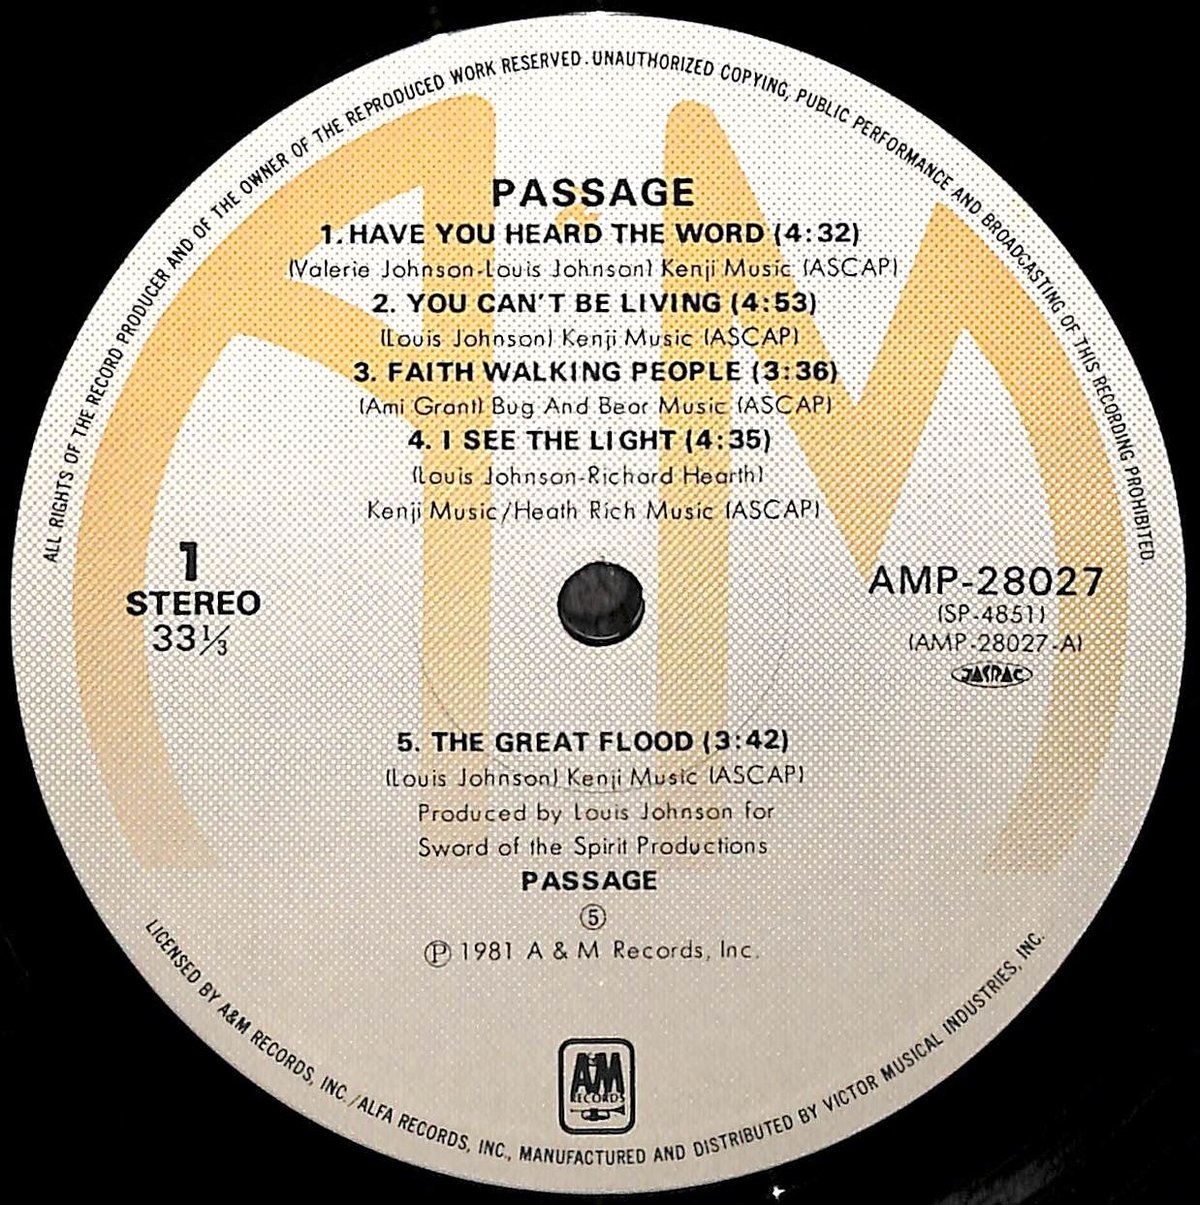 ALL RIGHTS OF THE RECORD PRODUCER AND OF THE OWNER OF THE REPRODUCED WORK RESERVED. UNAUTHORIZED COPYING, PUBLIC PERFORMANCE AND BROADCASTING OF THIS RECORDING PROHIBITED.
PASSAGE
1. HAVE YOU HEARD THE WORD (4:32)
(Valerie Johnson-Louis Johnson) Kenji Music (ASCAP)
2. YOU CAN'T BE LIVING (4:53)
(Louis Johnson) Kenji Music (ASCAP)
3. FAITH WALKING PEOPLE (3:36)
(Ami Grant) Bug And Bear Music (ASCAP)
4. I SEE THE LIGHT (4:35)
(Louis Johnson-Richard Hearth)
Kenji Music/Heath Rich Music (ASCAP)
1
STEREO
33⅓
AMP-28027
(SP-4851)
(AMP-28027-A)
JASRAC
5. THE GREAT FLOOD (3:42)
(Louis Johnson) Kenji Music (ASCAP)
Produced by Louis Johnson for
Sword of the Spirit Productions
PASSAGE
⑤
Ⓟ 1981 A & M Records, Inc.
A&M
RECORDS
LICENSED BY A&M RECORDS, INC./ALFA RECORDS, INC., MANUFACTURED AND DISTRIBUTED BY VICTOR MUSICAL INDUSTRIES, INC.